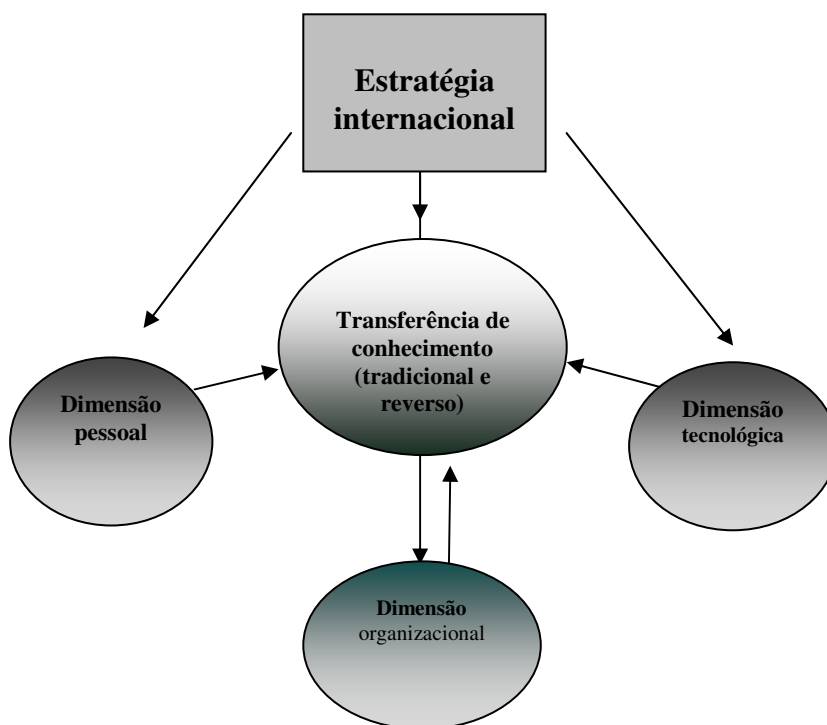 Estratégia
internacional
Transferência de
conhecimento
(tradicional e
reverso)
Dimensão
pessoal
Dimensão
tecnológica
Dimensão
organizacional